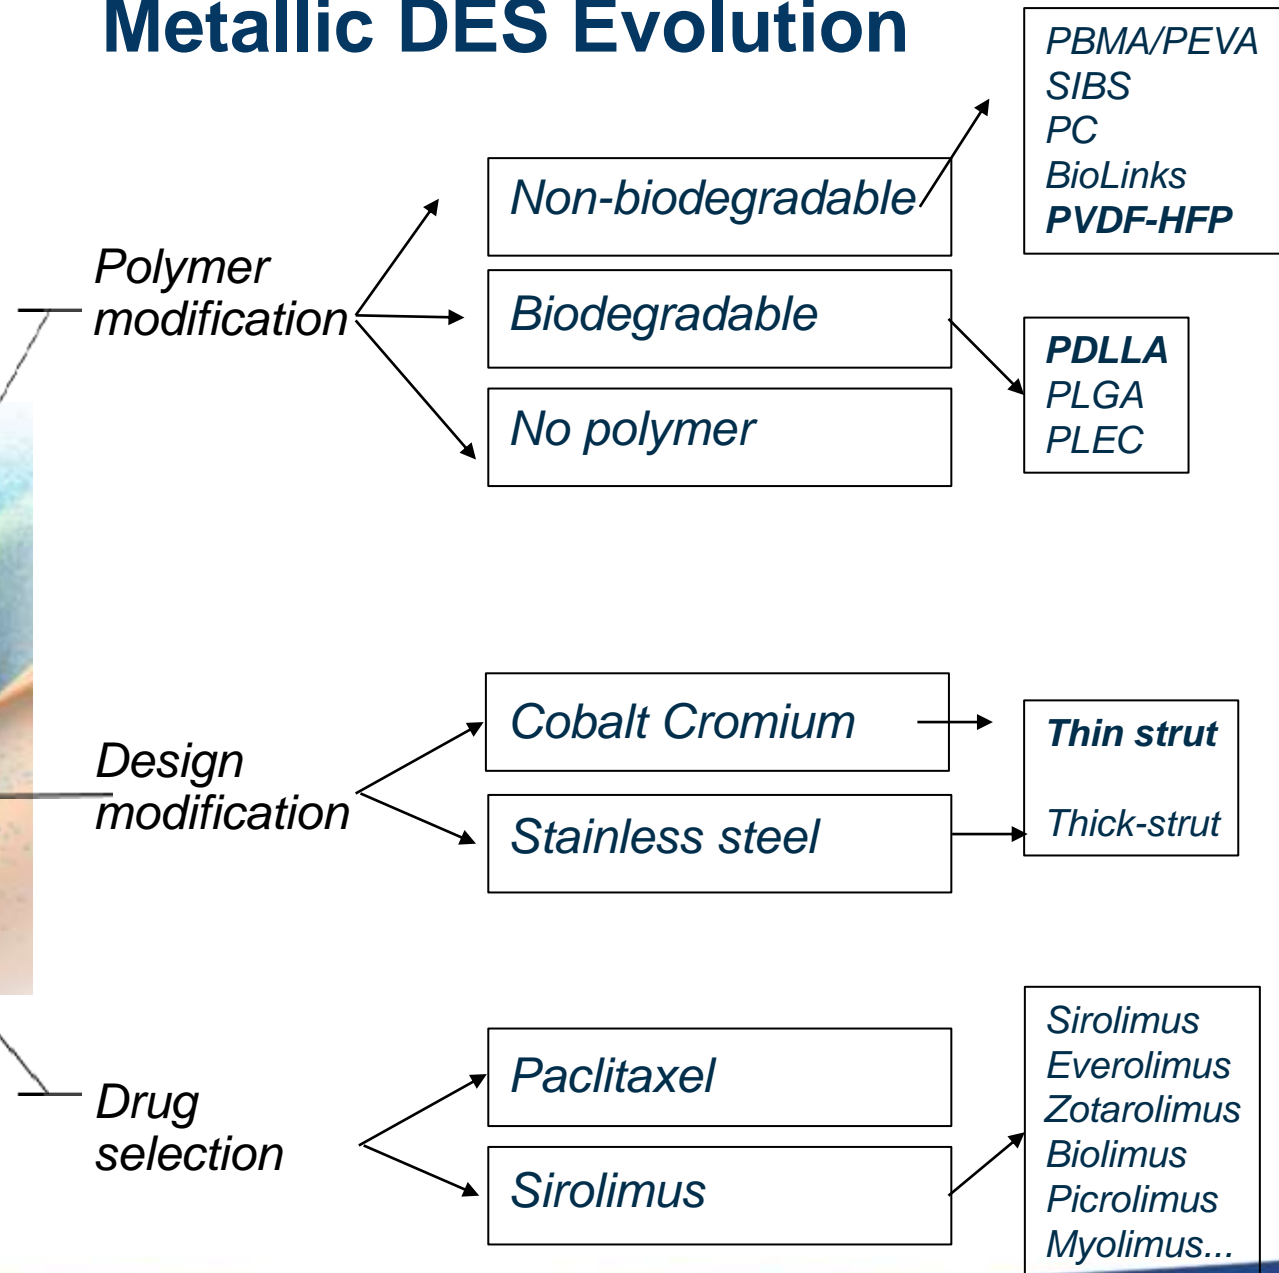 Metallic DES Evolution
PBMA/PEVA
SIBS
PC
BioLinks
PVDF-HFP
Non-biodegradable
Polymer
modification
Biodegradable
PDLLA
PLGA
PLEC
No polymer
Cobalt Cromium
Thin strut
Design
modification
Stainless steel
Thick-strut
Paclitaxel
Sirolimus
Everolimus
Zotarolimus
Biolimus
Picrolimus
Myolimus...
Drug
selection
Sirolimus